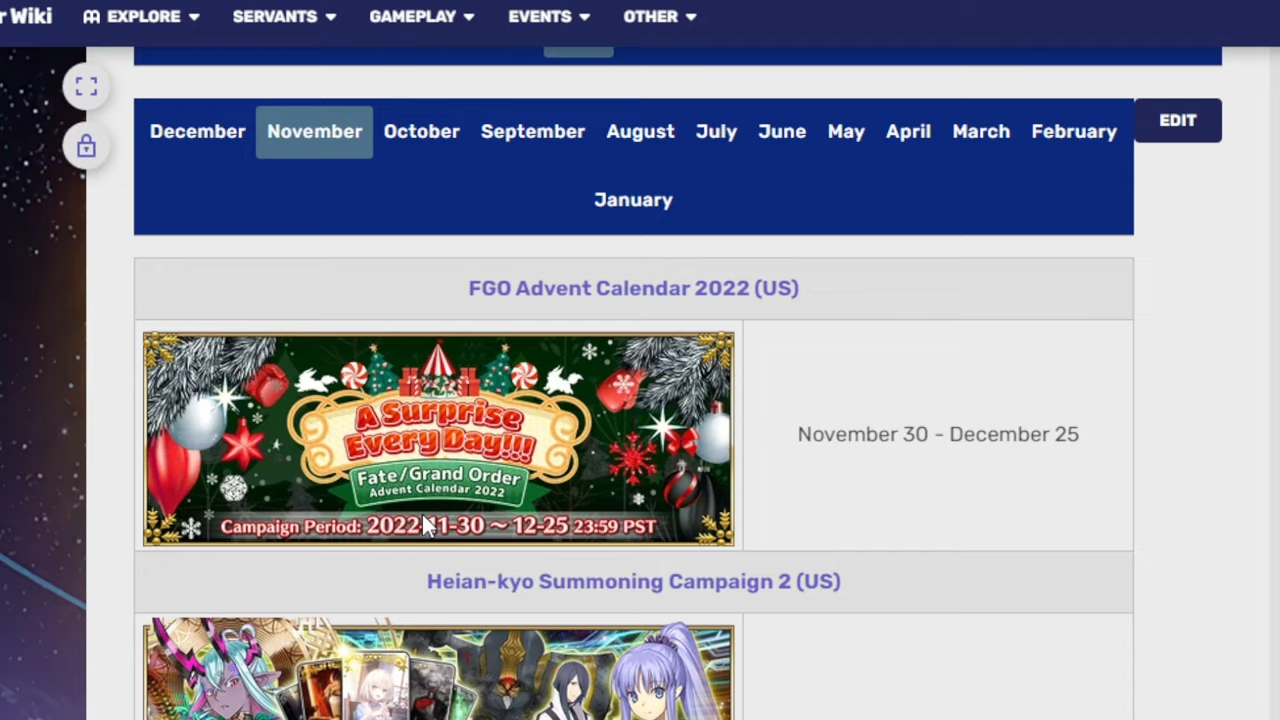 r Wiki EXPLORE SERVANTS GAMEPLAY EVENTS OTHER
December November October September August July June May April March February EDIT
January
FGO Advent Calendar 2022 (US)
A Surprise
Every Day!!!
Fate/Grand Order
Advent Calendar 2022
Campaign Period: 2022-11-30 ~ 12-25 23:59 PST
November 30 - December 25
Heian-kyo Summoning Campaign 2 (US)